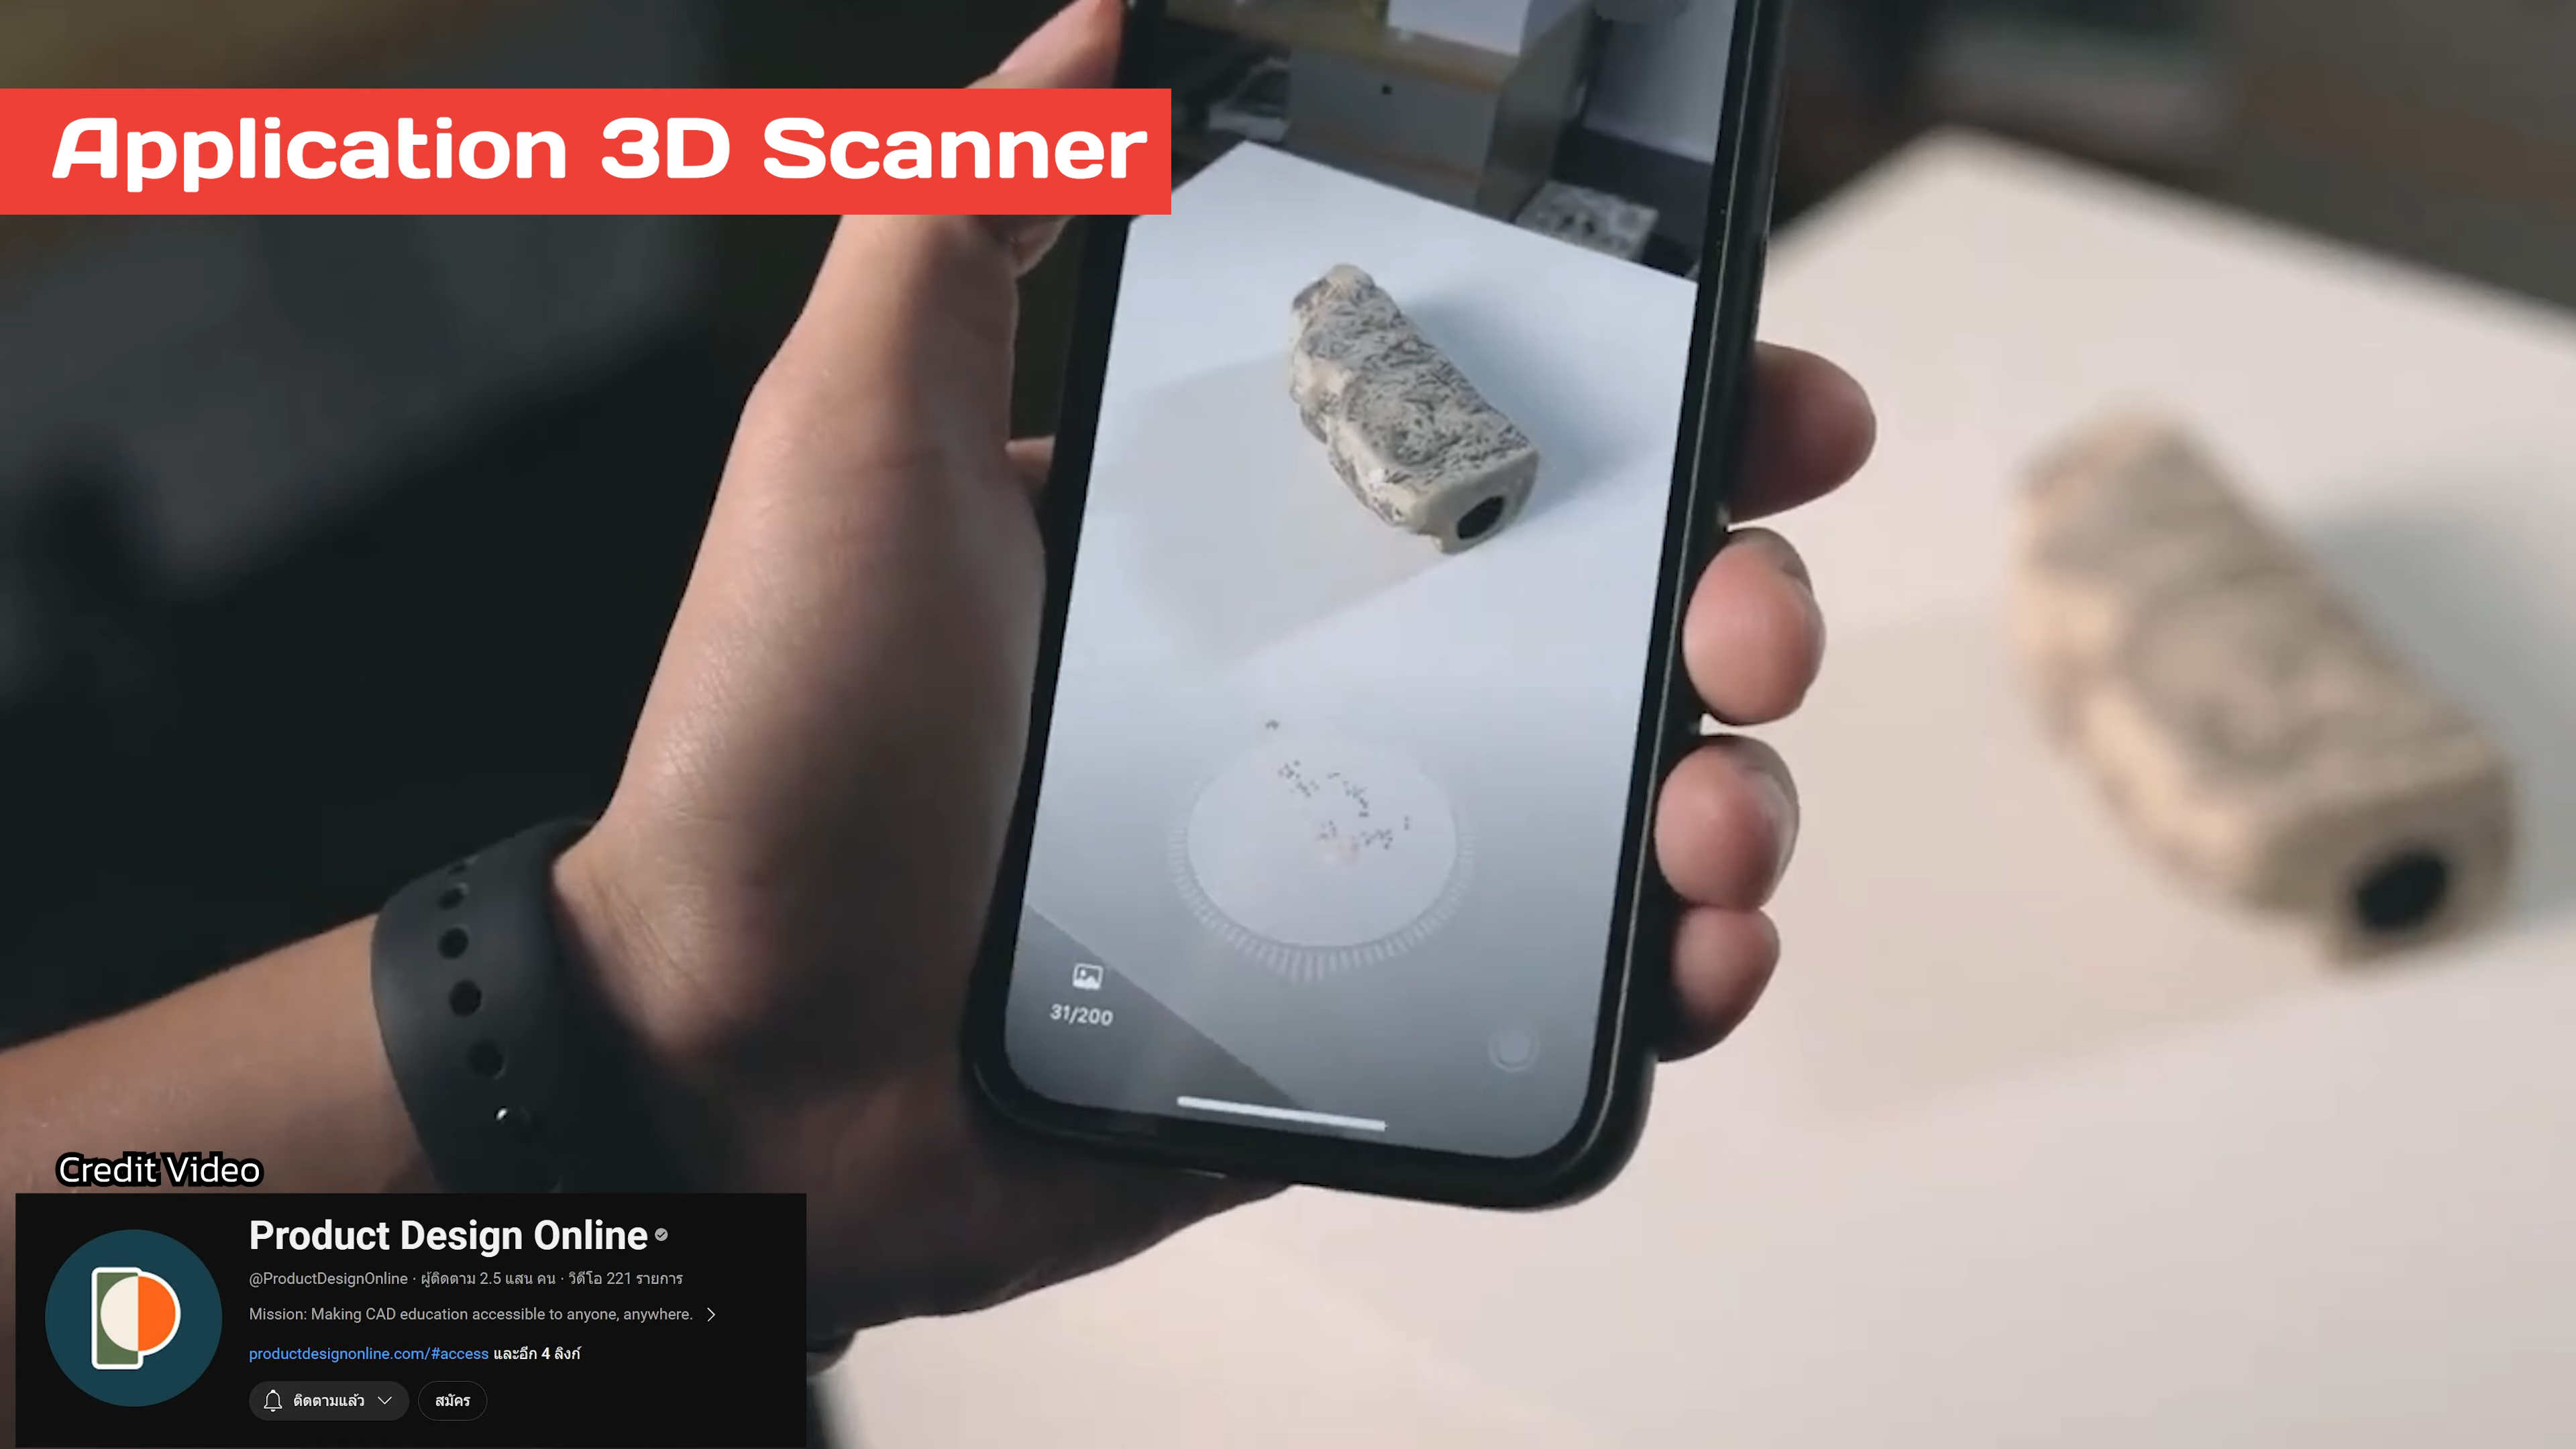 Application 3D Scanner
31/200
Credit Video
Product Design Online
@ProductDesignOnline · ผู้ติดตาม 2.5 แสน คน · วิดีโอ 221 รายการ
Mission: Making CAD education accessible to anyone, anywhere.
productdesignonline.com/#access และอีก 4 ลิงก์
ติดตามแล้ว
สมัคร